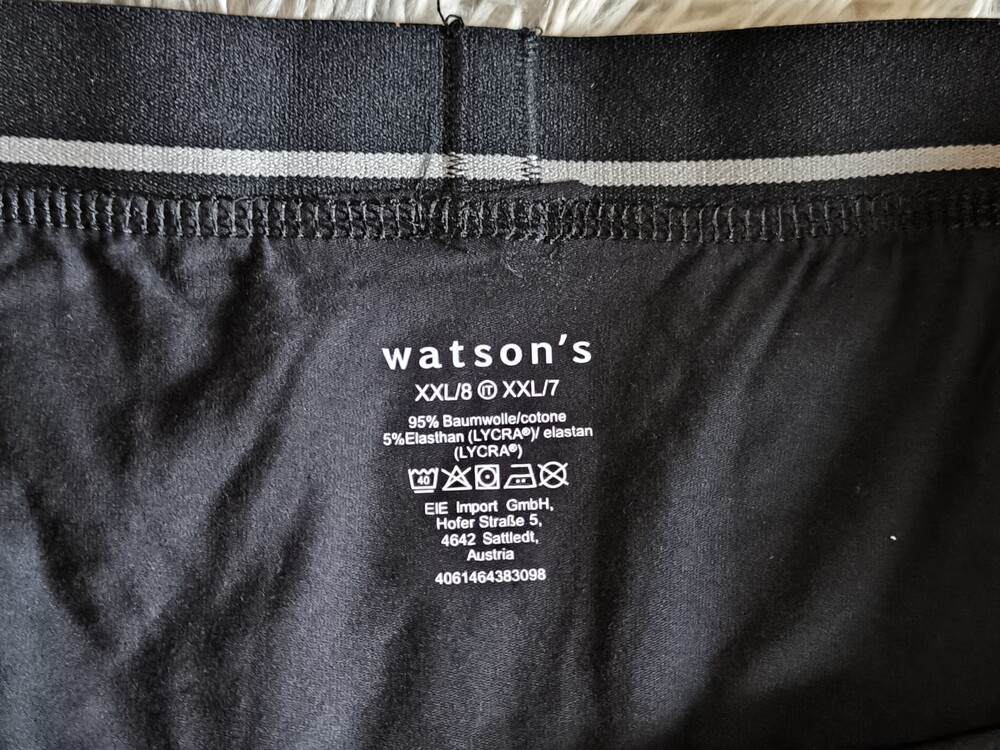 watson's
XXL/8 IT XXL/7
95% Baumwolle/cotone
5%Elasthan (LYCRA®)/ elastan
(LYCRA®)
40
EIE Import GmbH,
Hofer Straße 5,
4642 Sattledt,
Austria
4061464383098